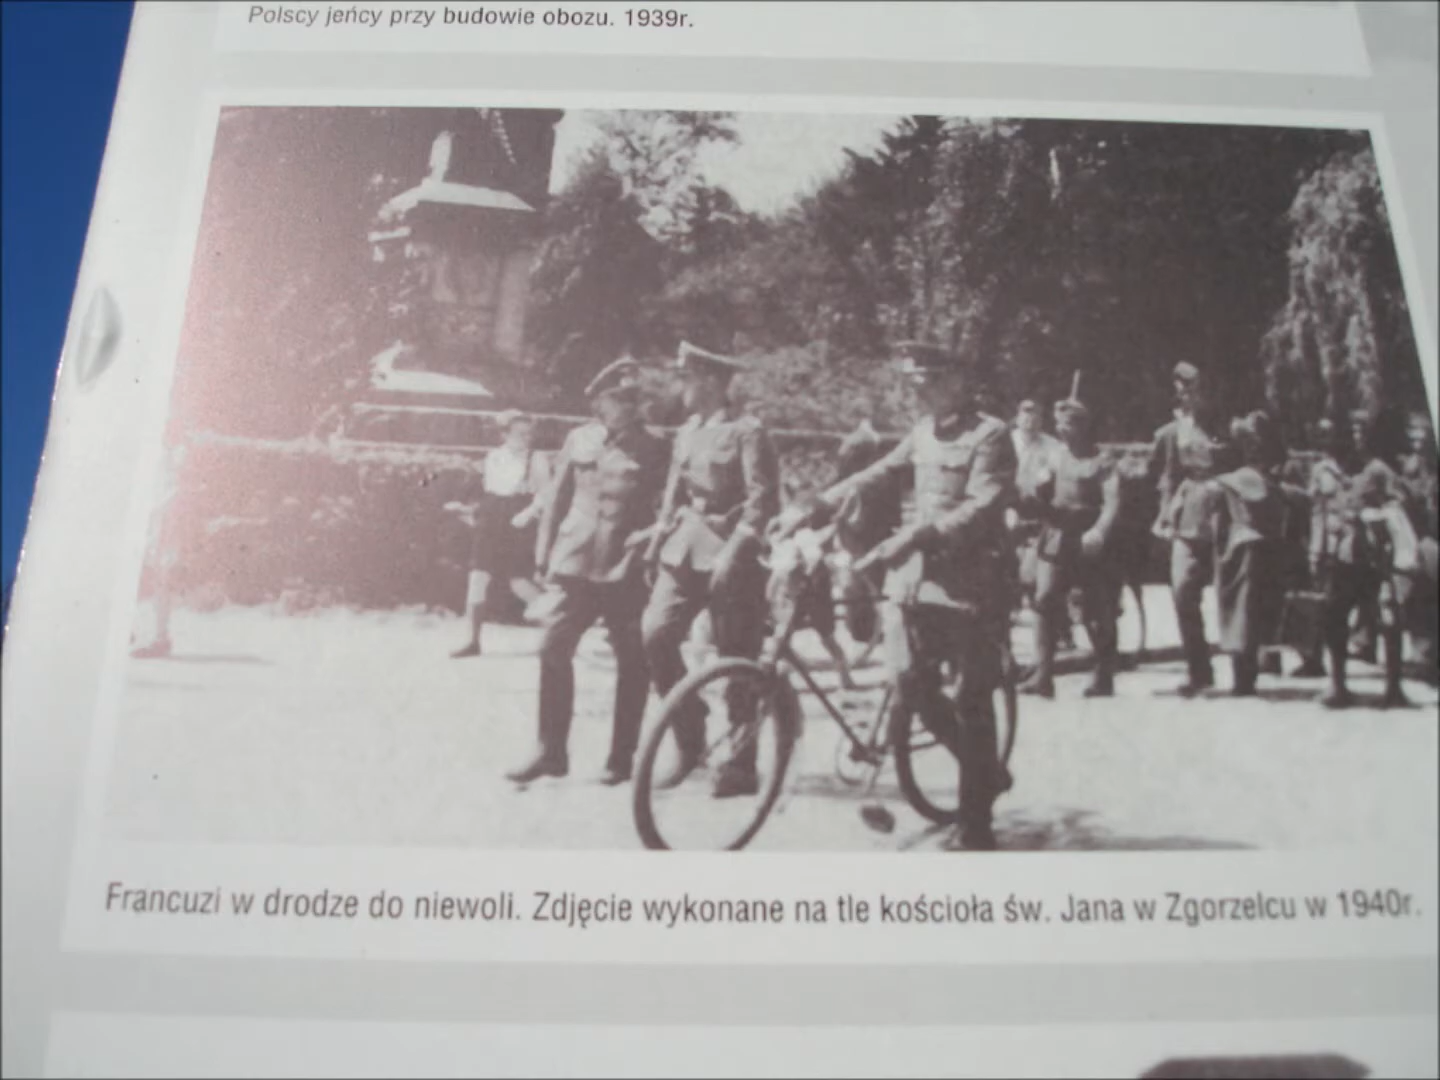 Polscy jeńcy przy budowie obozu. 1939r.
Francuzi w drodze do niewoli. Zdjęcie wykonane na tle kościoła św. Jana w Zgorzelcu w 1940r.